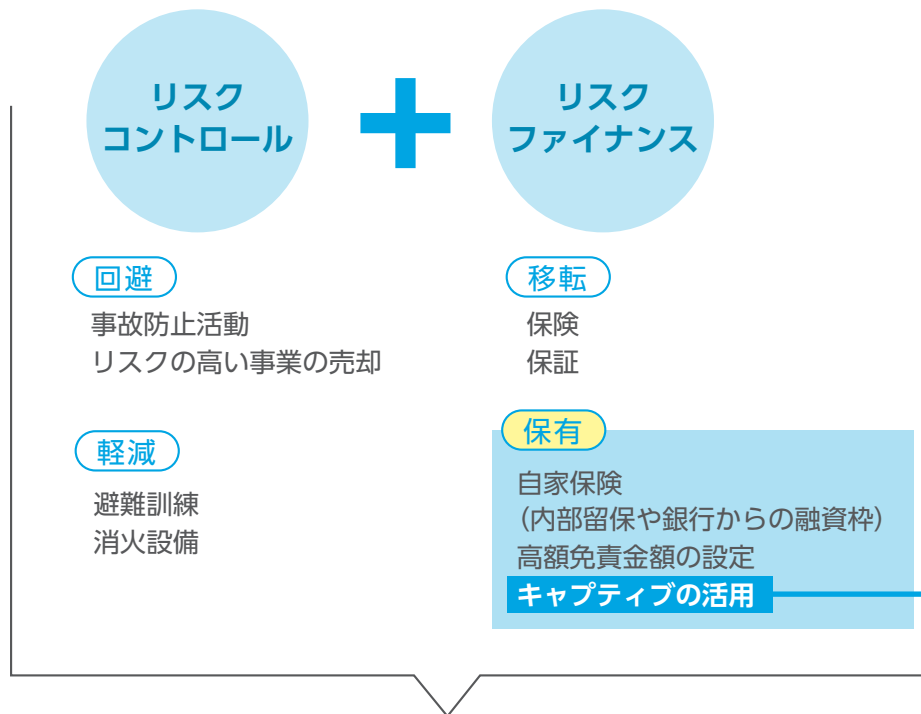 リスク
コントロール
リスク
ファイナンス
回避
事故防止活動
リスクの高い事業の売却
軽減
避難訓練
消火設備
移転
保険
保証
保有
自家保険
(内部留保や銀行からの融資枠)
高額免責金額の設定
キャプティブの活用